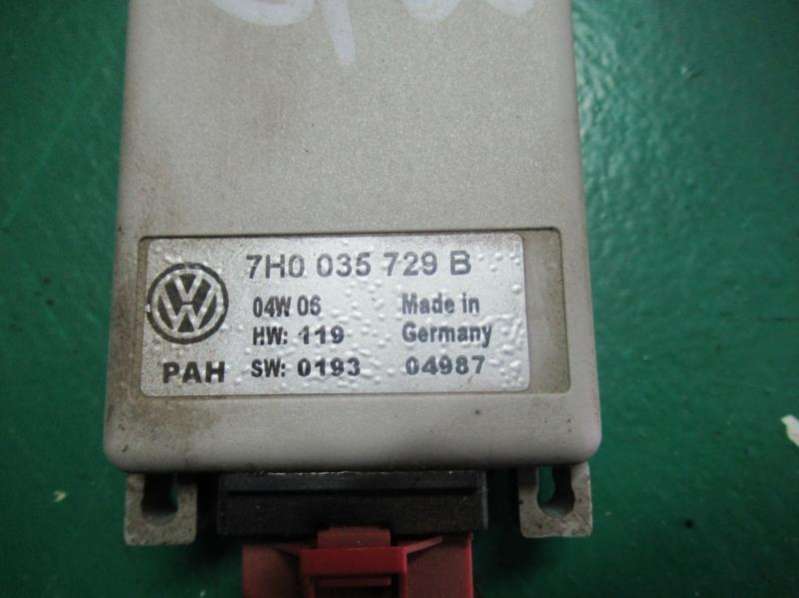 7H0 035 729 B
04W 06 Made in
HW: 119 Germany
PAH SW: 0193 04987